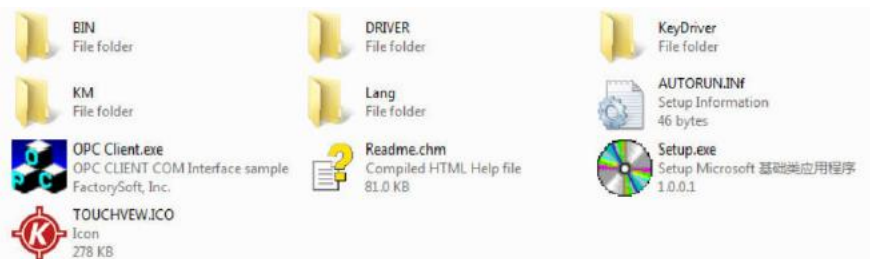 BIN
File folder
DRIVER
File folder
KeyDriver
File folder
KM
File folder
Lang
File folder
AUTORUN.INf
Setup Information
46 bytes
OPC Client.exe
OPC CLIENT COM Interface sample
FactorySoft, Inc.
Readme.chm
Compiled HTML Help file
81.0 KB
Setup.exe
Setup Microsoft 基础类应用程序
1.0.0.1
TOUCHVEW.ICO
Icon
278 KB